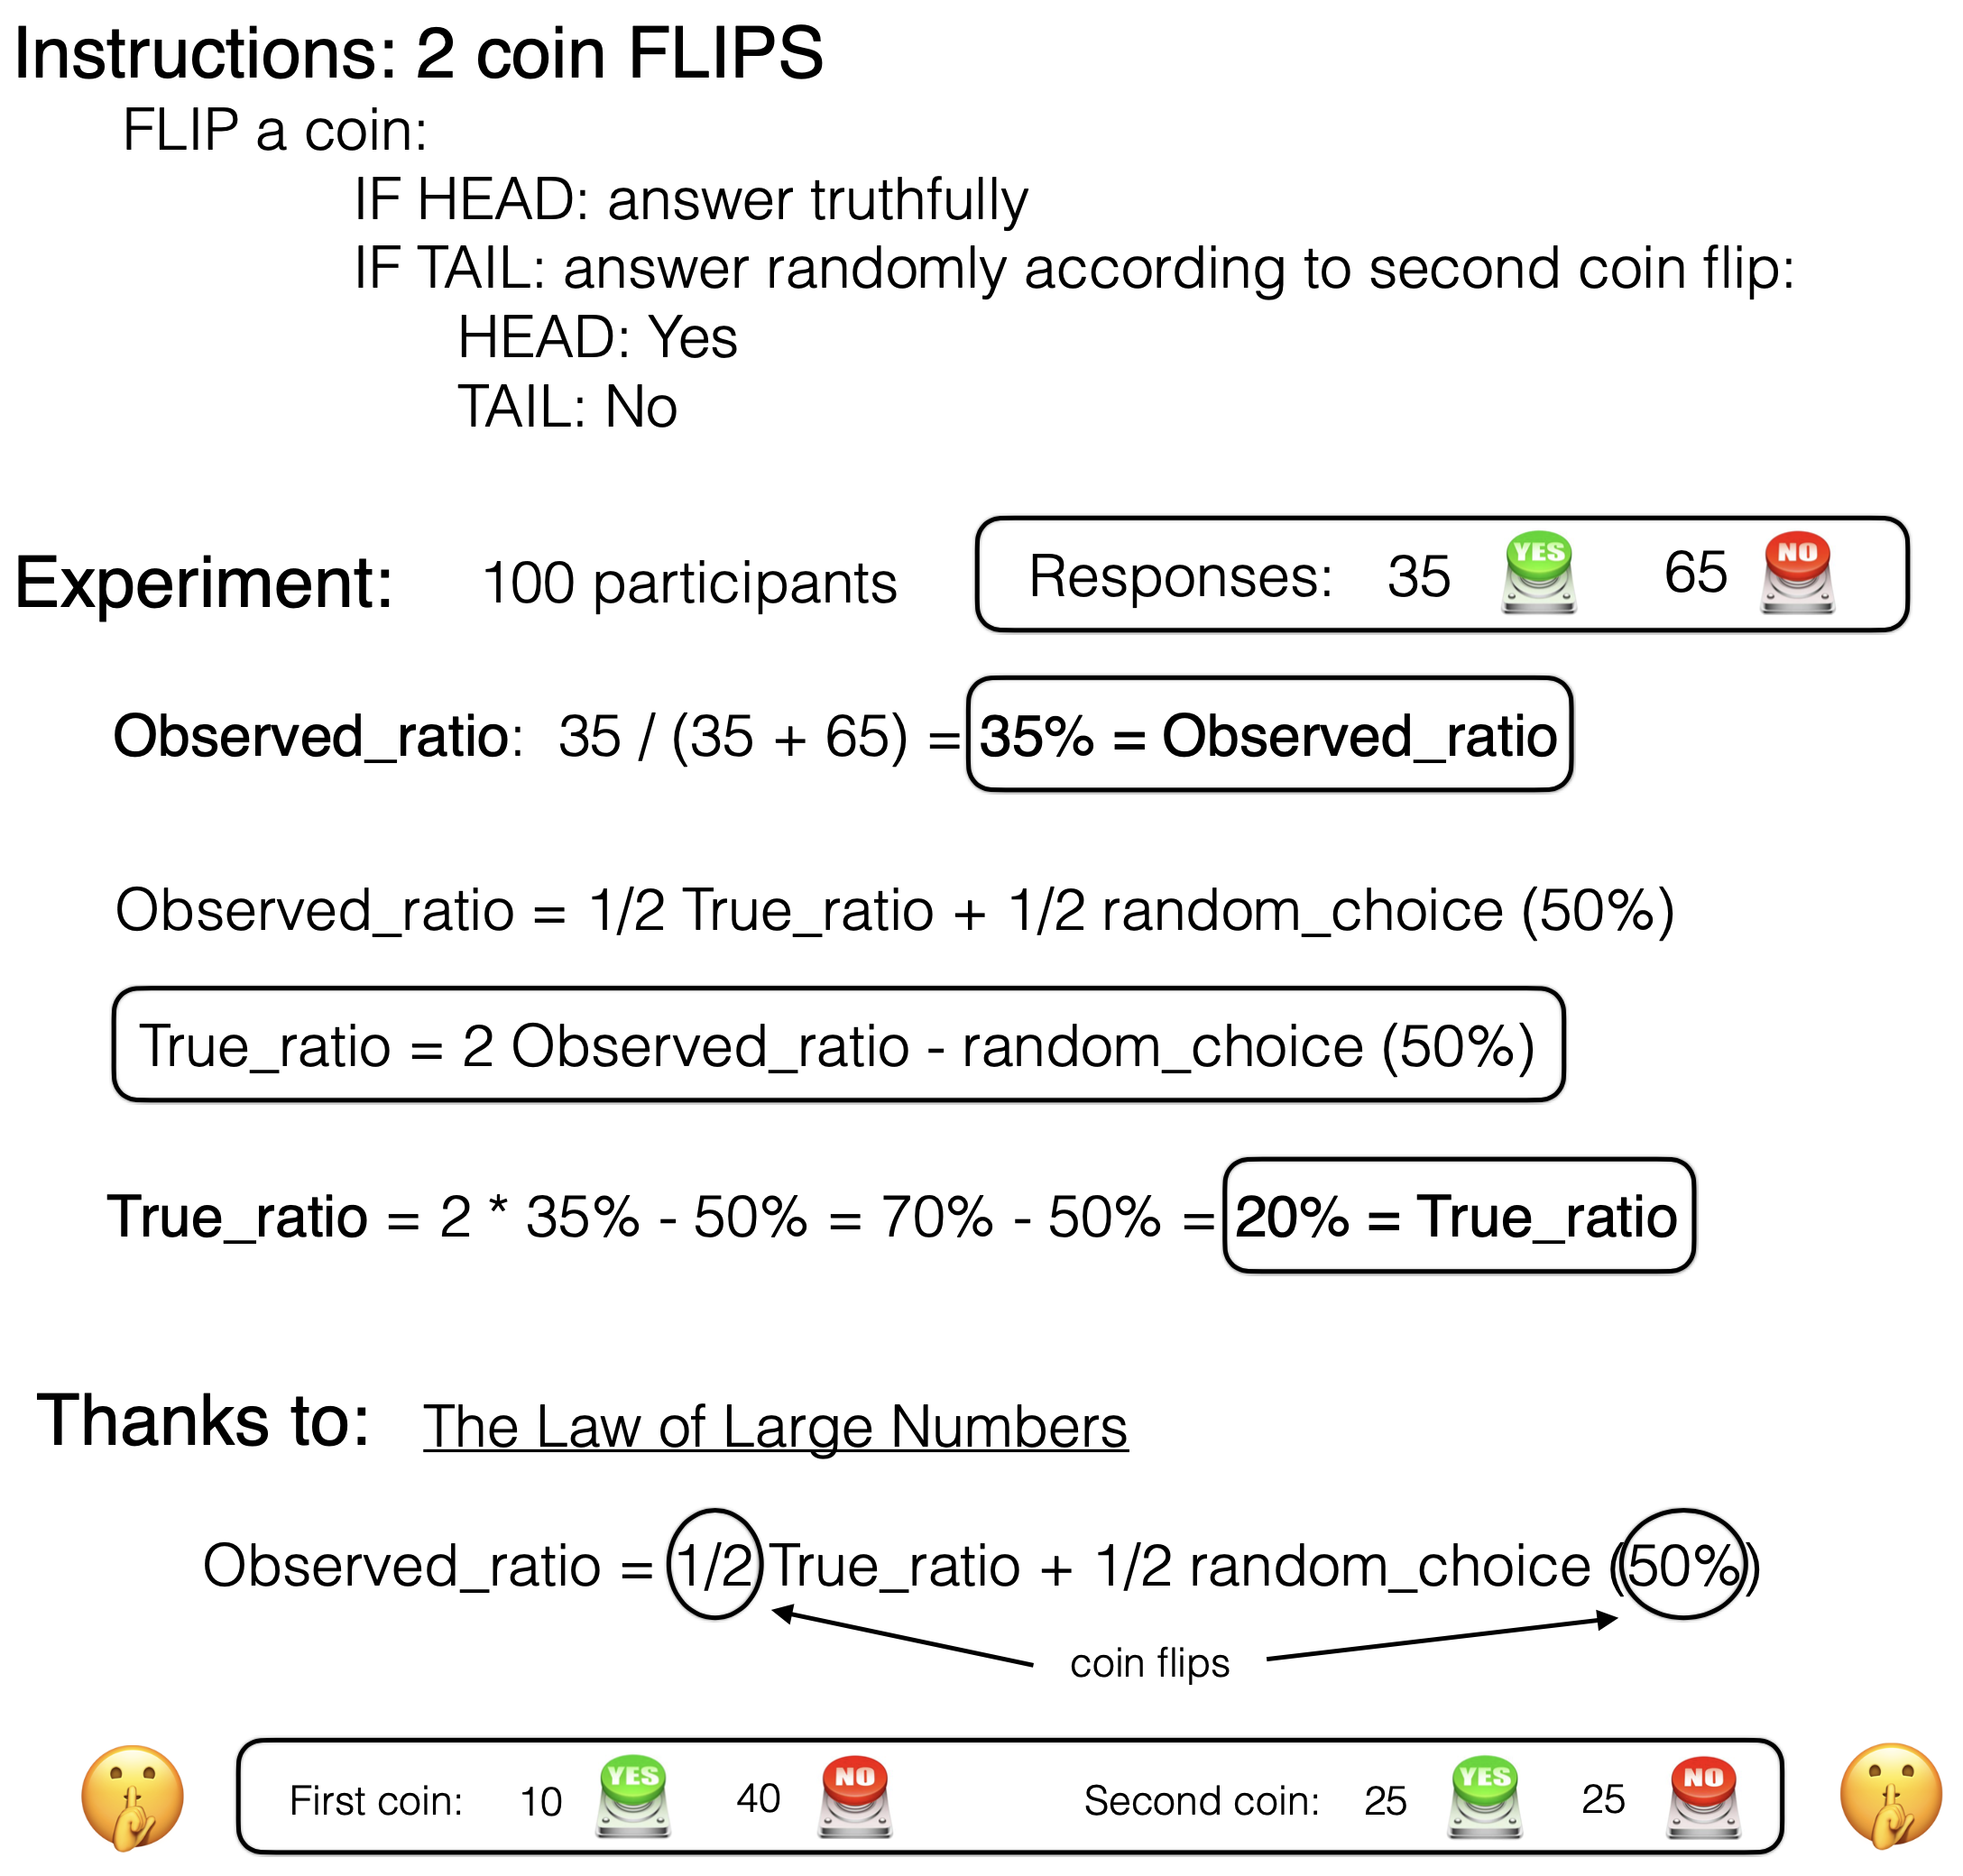 Instructions: 2 coin FLIPS
FLIP a coin:
IF HEAD: answer truthfully
IF TAIL: answer randomly according to second coin flip:
HEAD: Yes
TAIL: No
Experiment: 100 participants Responses: 35 YES 65 NO
Observed_ratio: 35 / (35 + 65) = 35% = Observed_ratio
Observed_ratio = 1/2 True_ratio + 1/2 random_choice (50%)
True_ratio = 2 Observed_ratio - random_choice (50%)
True_ratio = 2 * 35% - 50% = 70% - 50% = 20% = True_ratio
Thanks to: The Law of Large Numbers
Observed_ratio = 1/2 True_ratio + 1/2 random_choice (50%)
coin flips
First coin: 10 YES 40 NO Second coin: 25 YES 25 NO